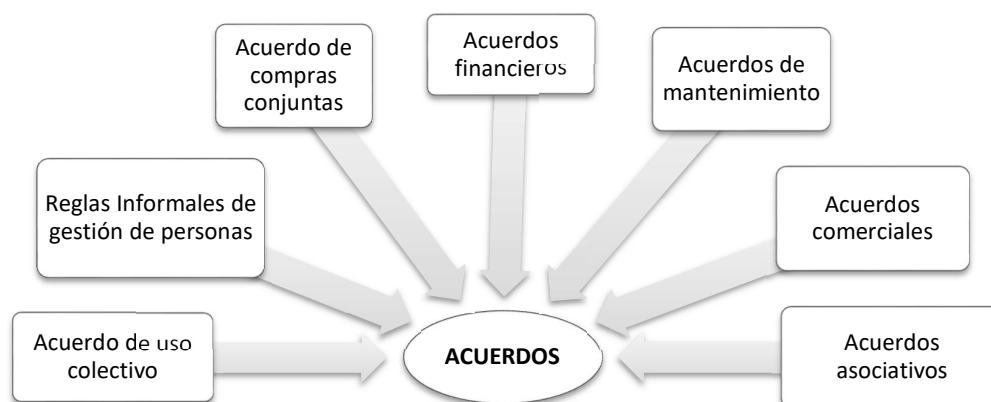 Acuerdo de
compras
conjuntas
Acuerdos
financieros
Acuerdos de
mantenimiento
Reglas Informales de
gestión de personas
Acuerdos
comerciales
Acuerdo de uso
colectivo
ACUERDOS
Acuerdos
asociativos